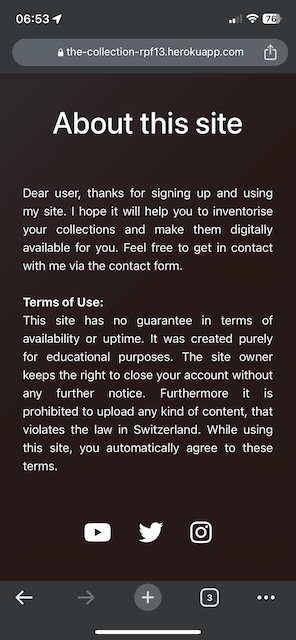 06:53
76
the-collection-rpf13.herokuapp.com
About this site
Dear user, thanks for signing up and using
my site. I hope it will help you to inventorise
your collections and make them digitally
available for you. Feel free to get in contact
with me via the contact form.
Terms of Use:
This site has no guarantee in terms of
availability or uptime. It was created purely
for educational purposes. The site owner
keeps the right to close your account without
any further notice. Furthermore it is
prohibited to upload any kind of content, that
violates the law in Switzerland. While using
this site, you automatically agree to these
terms.
3